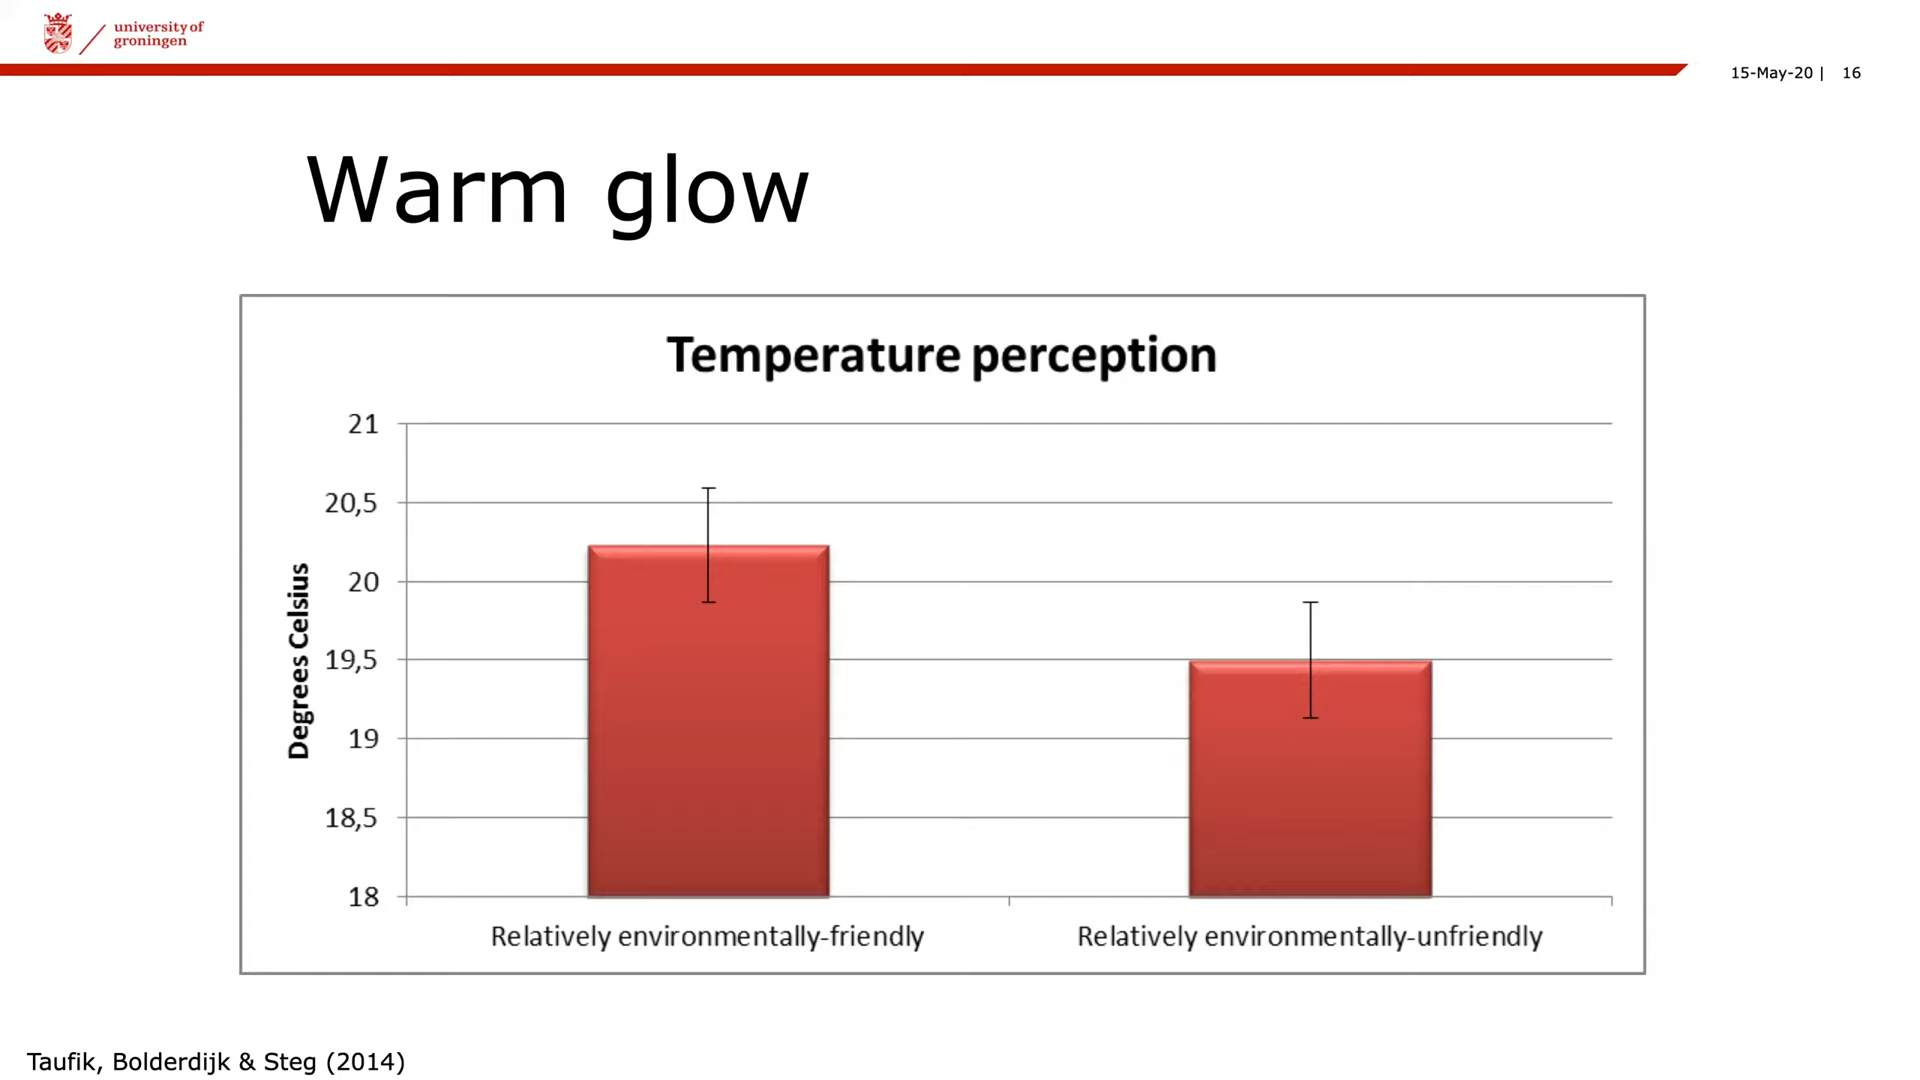 university of
groningen
15-May-20 | 16
Warm glow
Temperature perception
Degrees Celsius
21
20,5
20
19,5
19
18,5
18
Relatively environmentally-friendly
Relatively environmentally-unfriendly
Taufik, Bolderdijk & Steg (2014)